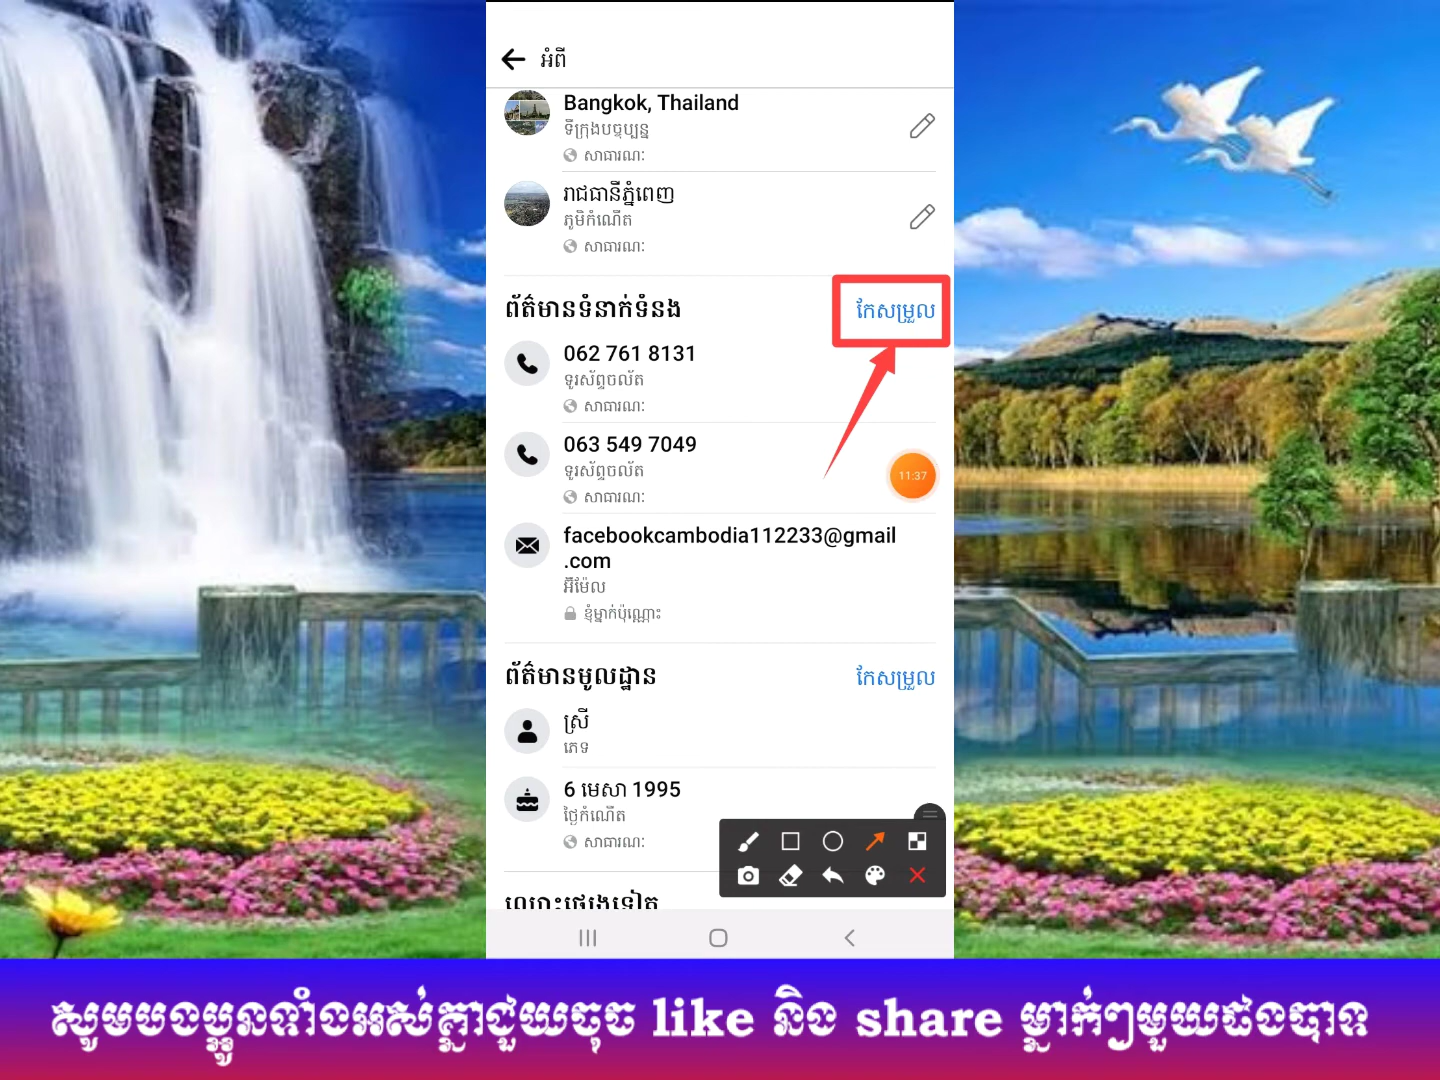 អំពី
Bangkok, Thailand
ទីក្រុងបច្ចុប្បន្ន
សាធារណៈ
រាជធានីភ្នំពេញ
ភូមិកំណើត
សាធារណៈ
ព័ត៌មានទំនាក់ទំនង
កែសម្រួល
062 761 8131
ទូរស័ព្ទចល័ត
សាធារណៈ
063 549 7049
ទូរស័ព្ទចល័ត
សាធារណៈ
11:37
facebookcambodia112233@gmail
.com
អ៊ីម៉ែល
ខ្ញុំម្នាក់ប៉ុណ្ណោះ
ព័ត៌មានមូលដ្ឋាន
កែសម្រួល
ស្រី
ភេទ
6 មេសា 1995
ថ្ងៃកំណើត
សាធារណៈ
ឈ្មោះផ្សេងទៀត
សូមបងប្អូនទាំងអស់គ្នាជួយចុច like និង share ម្នាក់ៗមួយផងបាទ